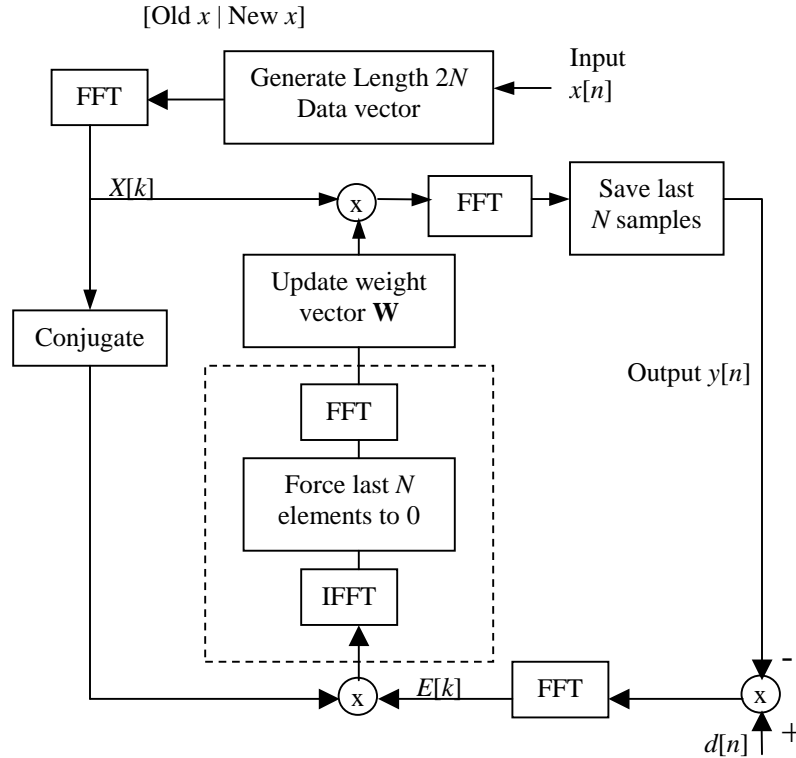 [Old x | New x]
FFT
Generate Length 2N
Data vector
Input
x[n]
X[k]
x
FFT
Save last
N samples
Update weight
vector W
Conjugate
Output y[n]
FFT
Force last N
elements to 0
IFFT
-
x
E[k]
FFT
x
+
d[n]